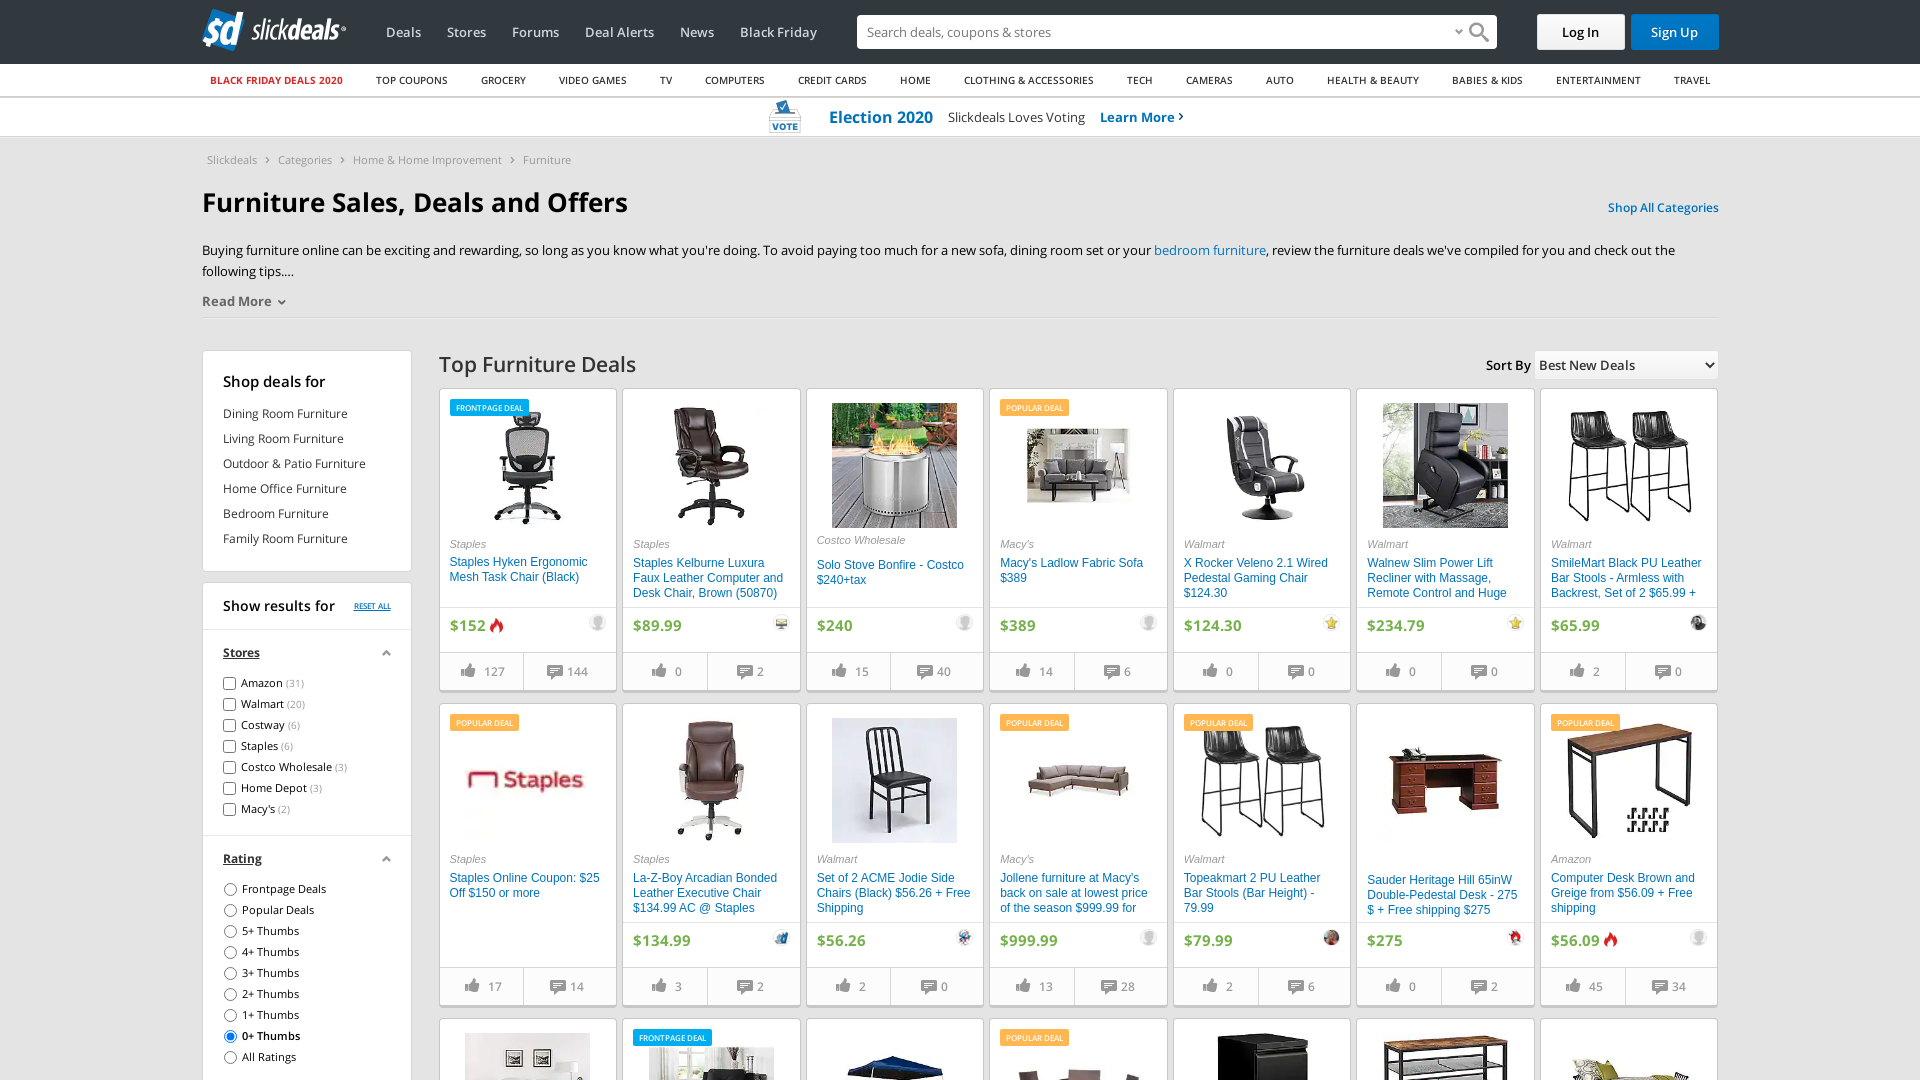 sd slickdeals
Deals Stores Forums Deal Alerts News Black Friday
Search deals, coupons & stores
Log In
Sign Up
BLACK FRIDAY DEALS 2020 TOP COUPONS GROCERY VIDEO GAMES TV COMPUTERS CREDIT CARDS HOME CLOTHING & ACCESSORIES TECH CAMERAS AUTO HEALTH & BEAUTY BABIES & KIDS ENTERTAINMENT TRAVEL
VOTE Election 2020 Slickdeals Loves Voting Learn More
Slickdeals Categories Home & Home Improvement Furniture
Furniture Sales, Deals and Offers
Shop All Categories
Buying furniture online can be exciting and rewarding, so long as you know what you're doing. To avoid paying too much for a new sofa, dining room set or your bedroom furniture, review the furniture deals we've compiled for you and check out the
following tips....
Read More
Shop deals for
Dining Room Furniture
Living Room Furniture
Outdoor & Patio Furniture
Home Office Furniture
Bedroom Furniture
Family Room Furniture
Show results for RESET ALL
Stores
Amazon (31)
Walmart (20)
Costway (6)
Staples (6)
Costco Wholesale (3)
Home Depot (3)
Macy's (2)
Rating
Frontpage Deals
Popular Deals
5+ Thumbs
4+ Thumbs
3+ Thumbs
2+ Thumbs
1+ Thumbs
0+ Thumbs
All Ratings
Top Furniture Deals
Sort By Best New Deals
FRONTPAGE DEAL
Staples
Staples Hyken Ergonomic
Mesh Task Chair (Black)
$152
127 144
Staples
Staples Kelburne Luxura
Faux Leather Computer and
Desk Chair, Brown (50870)
$89.99
0 2
Costco Wholesale
Solo Stove Bonfire - Costco
$240+tax
$240
15 40
POPULAR DEAL
Macy's
Macy's Ladlow Fabric Sofa
$389
$389
14 6
Walmart
X Rocker Veleno 2.1 Wired
Pedestal Gaming Chair
$124.30
$124.30
0 0
Walmart
Walnew Slim Power Lift
Recliner with Massage,
Remote Control and Huge
$234.79
0 0
Walmart
SmileMart Black PU Leather
Bar Stools - Armless with
Backrest, Set of 2 $65.99 +
$65.99
2 0
POPULAR DEAL
Staples
Staples
Staples Online Coupon: $25
Off $150 or more
17 14
Staples
La-Z-Boy Arcadian Bonded
Leather Executive Chair
$134.99 AC @ Staples
$134.99
3 2
Walmart
Set of 2 ACME Jodie Side
Chairs (Black) $56.26 + Free
Shipping
$56.26
2 0
POPULAR DEAL
Macy's
Jollene furniture at Macy's
back on sale at lowest price
of the season $999.99 for
$999.99
13 28
POPULAR DEAL
Walmart
Topeakmart 2 PU Leather
Bar Stools (Bar Height) -
79.99
$79.99
2 6
Sauder Heritage Hill 65inW
Double-Pedestal Desk - 275
$ + Free shipping $275
$275
0 2
POPULAR DEAL
Amazon
Computer Desk Brown and
Greige from $56.09 + Free
shipping
$56.09
45 34
FRONTPAGE DEAL
POPULAR DEAL